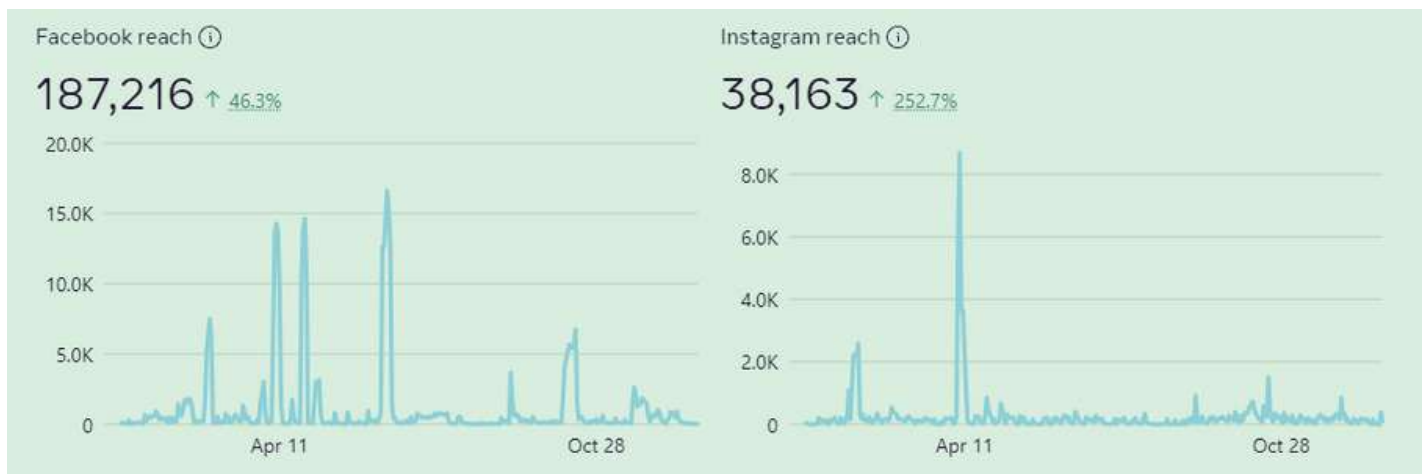 Facebook reach
187,216 ↑ 46.3%
20.0K
15.0K
10.0K
5.0K
0
Apr 11 Oct 28
Instagram reach
38,163 ↑ 252.7%
8.0K
6.0K
4.0K
2.0K
0
Apr 11 Oct 28